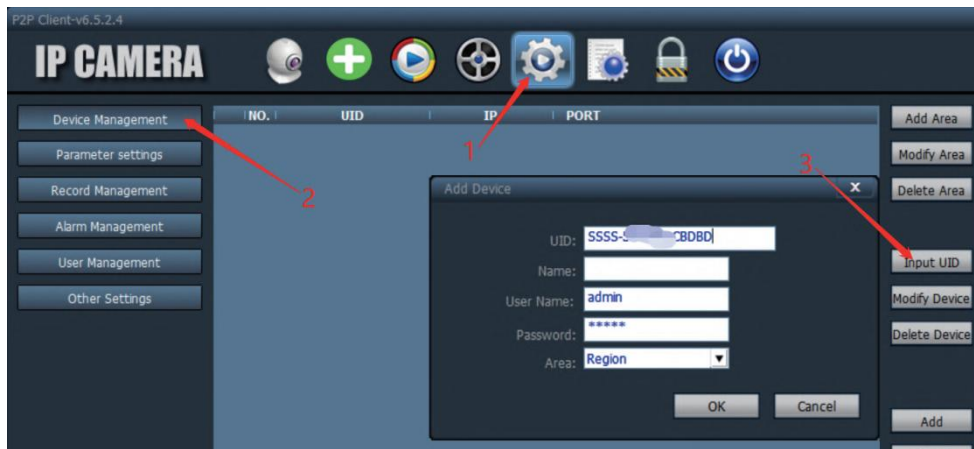 P2P Client-v6.5.2.4
IP CAMERA
1
Device Management
2
Parameter settings
Record Management
Alarm Management
User Management
Other Settings
NO. UID IP PORT
Add Device X
UID: SSSS- CBDBD
Name:
User Name: admin
Password: *****
Area: Region
OK Cancel
3
Add Area
Modify Area
Delete Area
Input UID
Modify Device
Delete Device
Add